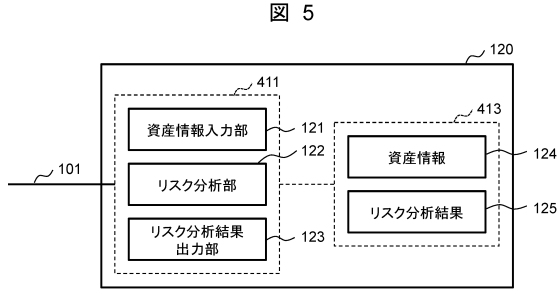 図 5
120
411
413
資産情報入力部
121
122
資産情報
124
101
リスク分析部
リスク分析結果
125
リスク分析結果
出力部
123